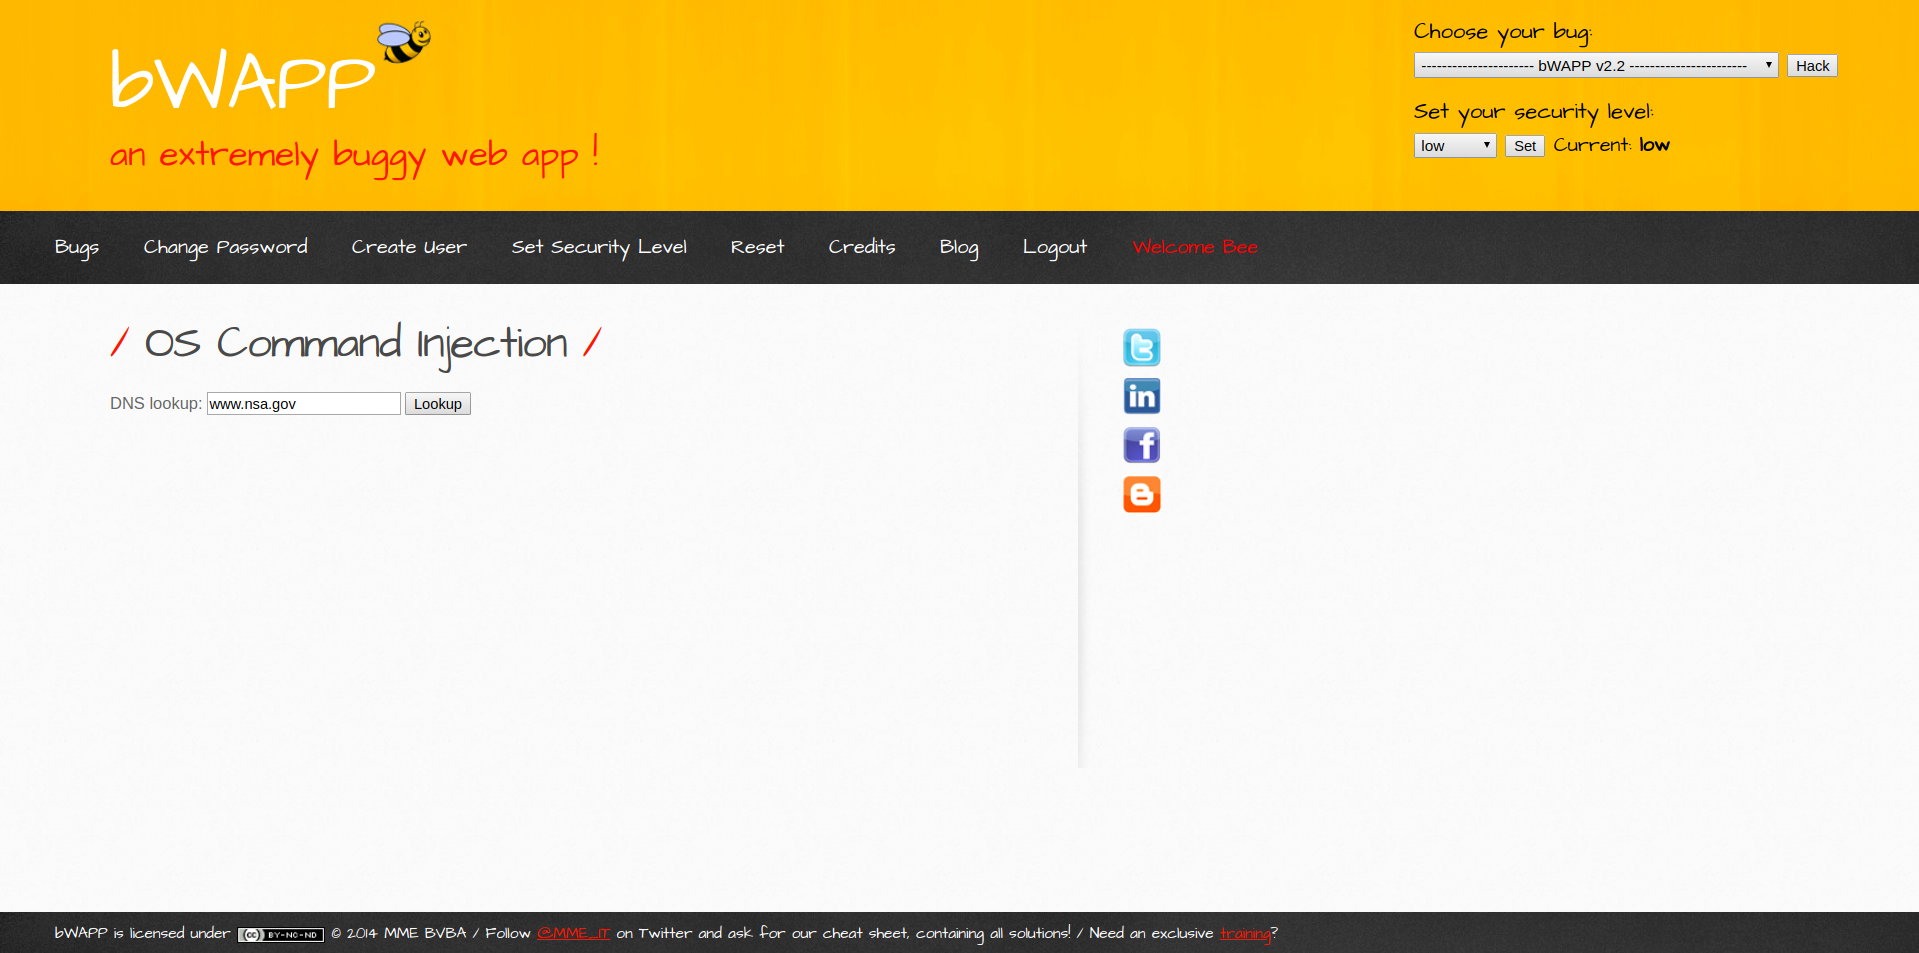 bWAPP
an extremely buggy web app !
Choose your bug:
---------------------- bWAPP v2.2 -----------------------
Hack
Set your security level:
low
Set
Current: low
Bugs
Change Password
Create User
Set Security Level
Reset
Credits
Blog
Logout
Welcome Bee
/ OS Command Injection /
DNS lookup: www.nsa.gov Lookup
bWAPP is licensed under (cc) BY-NC-ND © 2014 MME BVBA / Follow @MME_IT on Twitter and ask for our cheat sheet, containing all solutions! / Need an exclusive training?